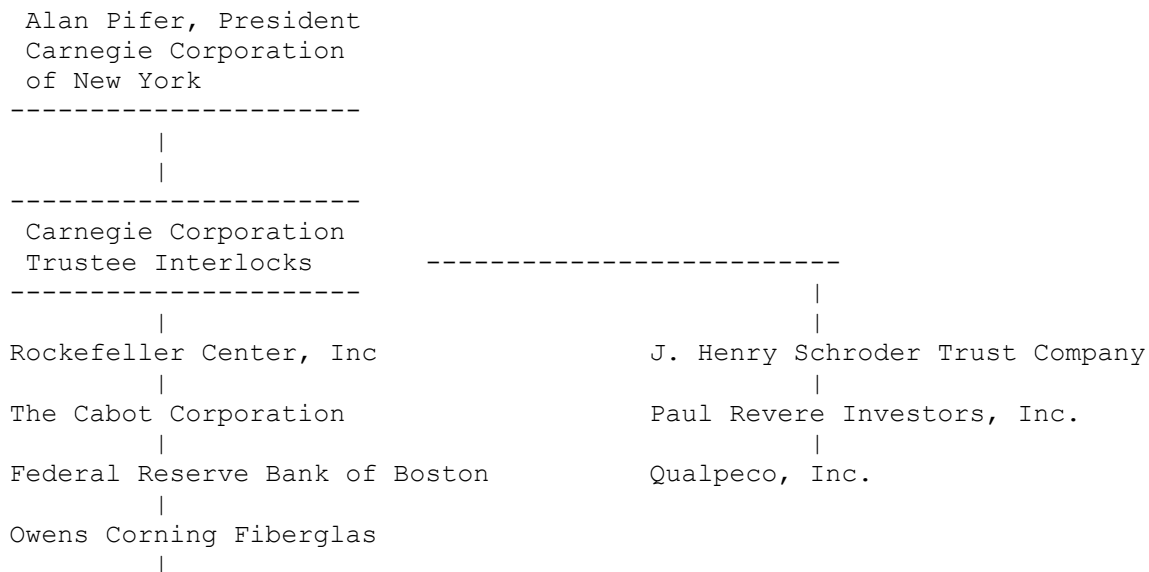 Alan Pifer, President
Carnegie Corporation
of New York
Carnegie Corporation
Trustee Interlocks
Rockefeller Center, Inc J. Henry Schroder Trust Company
The Cabot Corporation Paul Revere Investors, Inc.
Federal Reserve Bank of Boston Qualpeco, Inc.
Owens Corning Fiberglas